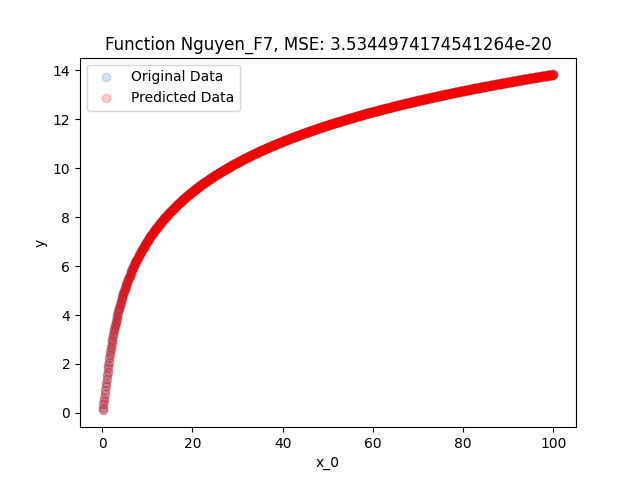 Function Nguyen_F7, MSE: 3.5344974174541264e-20
Original Data
Predicted Data
14
12
10
8
6
4
2
0
y
0 20 40 60 80 100
x_0